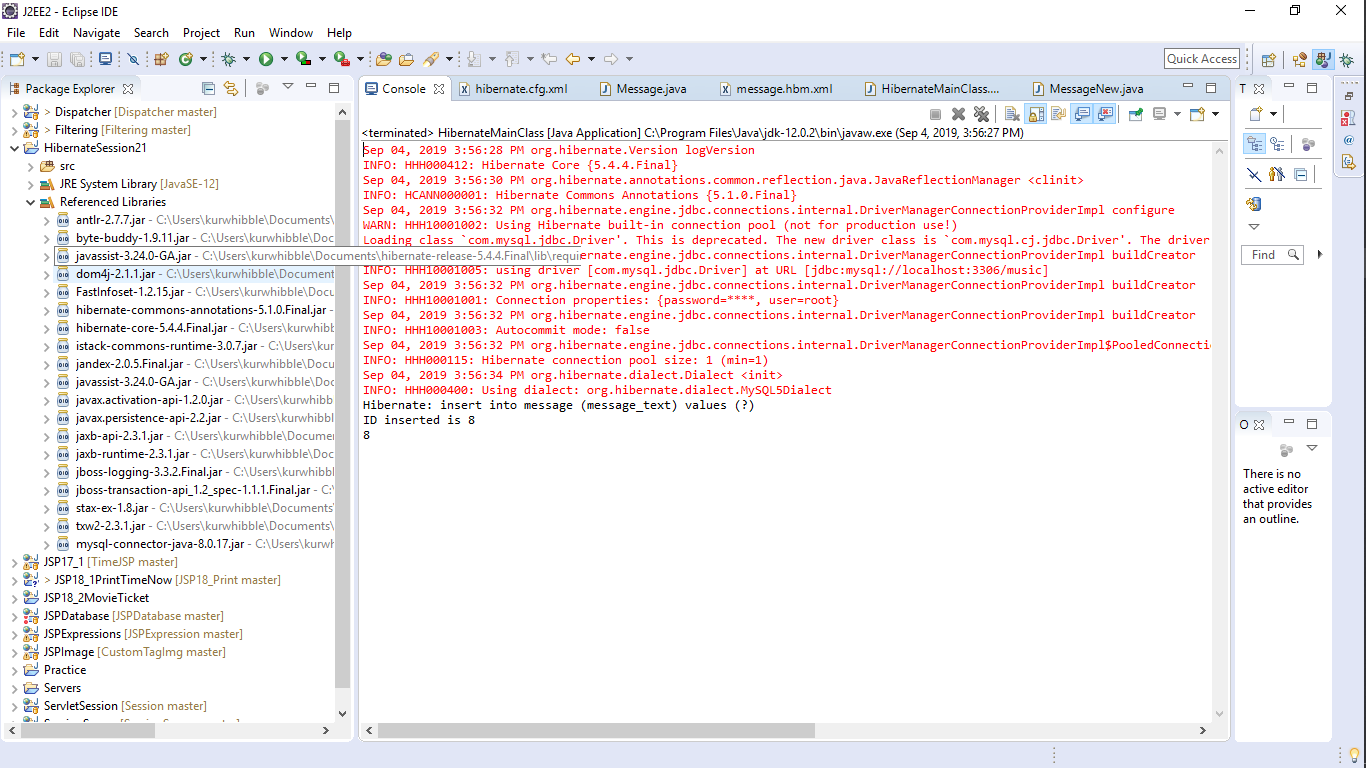 J2EE2 - Eclipse IDE
File Edit Navigate Search Project Run Window Help
Quick Access
Package Explorer
> Dispatcher [Dispatcher master]
> Filtering [Filtering master]
HibernateSession21
src
JRE System Library [JavaSE-12]
Referenced Libraries
antlr-2.7.7.jar - C:\Users\kurwhibble\Documents\
byte-buddy-1.9.11.jar - C:\Users\kurwhibble\Doc
javassist-3.24.0-GA.jar - C:\Users\kurwhibble\Documents\hibernate-release-5.4.4.Final\lib\requir
dom4j-2.1.1.jar - C:\Users\kurwhibble\Document
FastInfoset-1.2.15.jar - C:\Users\kurwhibble\Docu
hibernate-commons-annotations-5.1.0.Final.jar -
hibernate-core-5.4.4.Final.jar - C:\Users\kurwhibb
istack-commons-runtime-3.0.7.jar - C:\Users\kurw
jandex-2.0.5.Final.jar - C:\Users\kurwhibble\Docu
javassist-3.24.0-GA.jar - C:\Users\kurwhibble\Doc
javax.activation-api-1.2.0.jar - C:\Users\kurwhibbl
javax.persistence-api-2.2.jar - C:\Users\kurwhibbl
jaxb-api-2.3.1.jar - C:\Users\kurwhibble\Documer
jaxb-runtime-2.3.1.jar - C:\Users\kurwhibble\Docu
jboss-logging-3.3.2.Final.jar - C:\Users\kurwhibbl
jboss-transaction-api_1.2_spec-1.1.1.Final.jar - C:\
stax-ex-1.8.jar - C:\Users\kurwhibble\Documents\
txw2-2.3.1.jar - C:\Users\kurwhibble\Documents\
mysql-connector-java-8.0.17.jar - C:\Users\kurwh
JSP17_1 [TimeJSP master]
> JSP18_1PrintTimeNow [JSP18_Print master]
JSP18_2MovieTicket
JSPDatabase [JSPDatabase master]
JSPExpressions [JSPExpression master]
JSPImage [CustomTagImg master]
Practice
Servers
ServletSession [Session master]
Console hibernate.cfg.xml Message.java message.hbm.xml HibernateMainClass.... MessageNew.java
<terminated> HibernateMainClass [Java Application] C:\Program Files\Java\jdk-12.0.2\bin\javaw.exe (Sep 4, 2019, 3:56:27 PM)
Sep 04, 2019 3:56:28 PM org.hibernate.Version logVersion
INFO: HHH000412: Hibernate Core {5.4.4.Final}
Sep 04, 2019 3:56:30 PM org.hibernate.annotations.common.reflection.java.JavaReflectionManager <clinit>
INFO: HCANN000001: Hibernate Commons Annotations {5.1.0.Final}
Sep 04, 2019 3:56:32 PM org.hibernate.engine.jdbc.connections.internal.DriverManagerConnectionProviderImpl configure
WARN: HHH10001002: Using Hibernate built-in connection pool (not for production use!)
Loading class `com.mysql.jdbc.Driver'. This is deprecated. The new driver class is `com.mysql.cj.jdbc.Driver'. The driver
hibernate.engine.jdbc.connections.internal.DriverManagerConnectionProviderImpl buildCreator
INFO: HHH10001005: using driver [com.mysql.jdbc.Driver] at URL [jdbc:mysql://localhost:3306/music]
Sep 04, 2019 3:56:32 PM org.hibernate.engine.jdbc.connections.internal.DriverManagerConnectionProviderImpl buildCreator
INFO: HHH10001001: Connection properties: {password=****, user=root}
Sep 04, 2019 3:56:32 PM org.hibernate.engine.jdbc.connections.internal.DriverManagerConnectionProviderImpl buildCreator
INFO: HHH10001003: Autocommit mode: false
Sep 04, 2019 3:56:32 PM org.hibernate.engine.jdbc.connections.internal.DriverManagerConnectionProviderImpl$PooledConnectio
INFO: HHH000115: Hibernate connection pool size: 1 (min=1)
Sep 04, 2019 3:56:34 PM org.hibernate.dialect.Dialect <init>
INFO: HHH000400: Using dialect: org.hibernate.dialect.MySQL5Dialect
Hibernate: insert into message (message_text) values (?)
ID inserted is 8
8
T
Find
O
There is no
active editor
that provides
an outline.